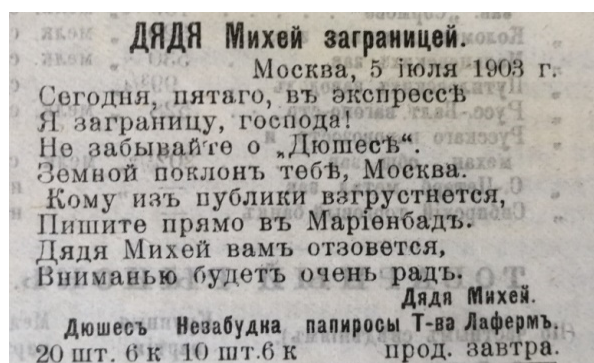 ДЯДЯ Михей заграницей.
Москва, 5 іюля 1903 г.
Сегодня, пятаго, въ экспрессѣ
Я заграницу, господа!
Не забывайте о „Дюшесѣ“.
Земной поклонъ тебѣ, Москва.
Кому изъ публики взгрустнется,
Пишите прямо въ Маріенбадъ.
Дядя Михей вамъ отзовется,
Вниманью будетъ очень радъ.
Дядя Михей.
Дюшесъ Незабудка папиросы Т-ва Лафермъ.
20 шт. 6 к 10 шт. 6 к прод. завтра.